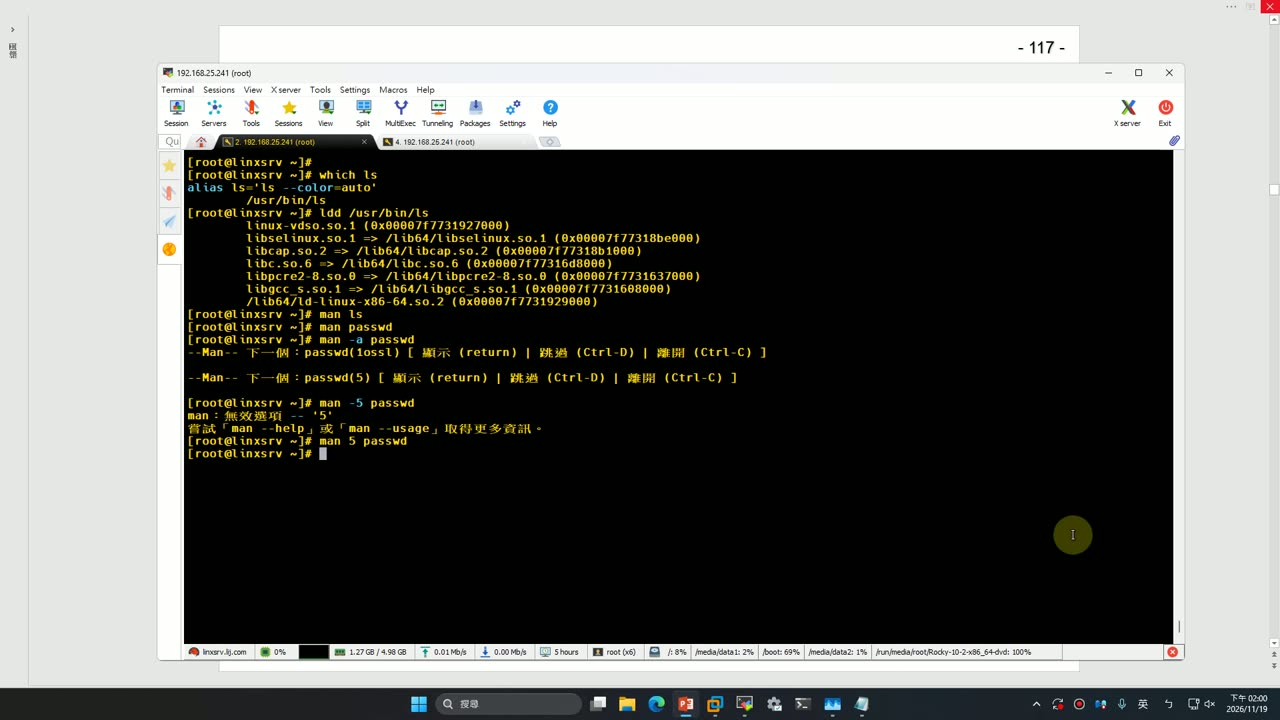 - 117 -
192.168.25.241 (root)
Terminal Sessions View X server Tools Settings Macros Help
Session Servers Tools Sessions View Split MultiExec Tunneling Packages Settings Help X server Exit
Qu 2. 192.168.25.241 (root) 4. 192.168.25.241 (root)
[root@linxsrv ~]#
[root@linxsrv ~]# which ls
alias ls='ls --color=auto'
/usr/bin/ls
[root@linxsrv ~]# ldd /usr/bin/ls
linux-vdso.so.1 (0x00007f7731927000)
libselinux.so.1 => /lib64/libselinux.so.1 (0x00007f77318be000)
libcap.so.2 => /lib64/libcap.so.2 (0x00007f77318b1000)
libc.so.6 => /lib64/libc.so.6 (0x00007f77316d8000)
libpcre2-8.so.0 => /lib64/libpcre2-8.so.0 (0x00007f7731637000)
libgcc_s.so.1 => /lib64/libgcc_s.so.1 (0x00007f7731608000)
/lib64/ld-linux-x86-64.so.2 (0x00007f7731929000)
[root@linxsrv ~]# man ls
[root@linxsrv ~]# man passwd
[root@linxsrv ~]# man -a passwd
--Man-- 下一個：passwd(1ossl) [ 顯示 (return) | 跳過 (Ctrl-D) | 離開 (Ctrl-C) ]
--Man-- 下一個：passwd(5) [ 顯示 (return) | 跳過 (Ctrl-D) | 離開 (Ctrl-C) ]
[root@linxsrv ~]# man -5 passwd
man：無效選項 -- '5'
嘗試「man --help」或「man --usage」取得更多資訊。
[root@linxsrv ~]# man 5 passwd
[root@linxsrv ~]#
linxsrv.lij.com 0% 1.27 GB / 4.98 GB 0.01 Mb/s 0.00 Mb/s 5 hours root (x6) /: 8% /media/data1: 2% /boot: 69% /media/data2: 1% /run/media/root/Rocky-10-2-x86_64-dvd: 100%
搜尋 英 下午 02:00
2026/11/19